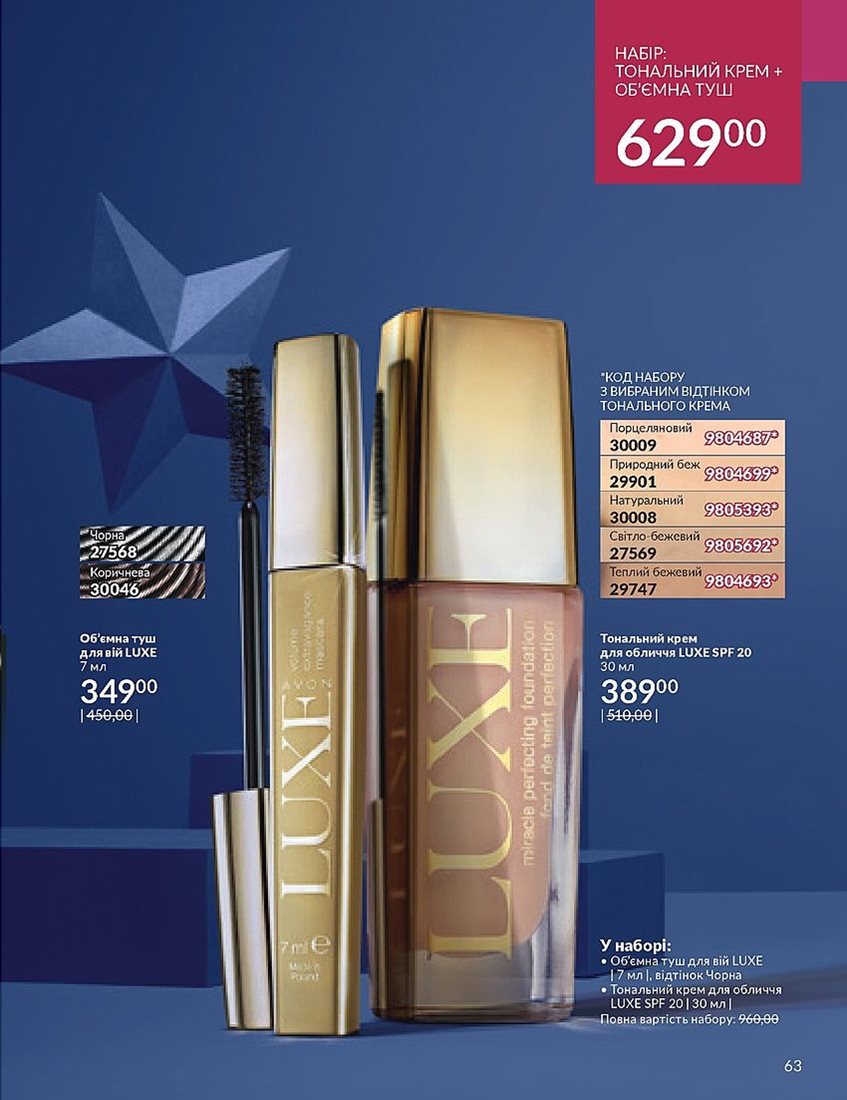 НАБІР:
ТОНАЛЬНИЙ КРЕМ +
ОБ'ЄМНА ТУШ
629⁰⁰
*КОД НАБОРУ
З ВИБРАНИМ ВІДТІНКОМ
ТОНАЛЬНОГО КРЕМА
Порцеляновий
30009 9804687*
Природний беж
29901 9804699*
Натуральний
30008 9805393*
Світло-бежевий
27569 9805692*
Теплий бежевий
29747 9804693*
Чорна
27568
Коричнева
30046
Об'ємна туш
для вій LUXE
7 мл
349⁰⁰
| 450,00 |
Тональний крем
для обличчя LUXE SPF 20
30 мл
389⁰⁰
| 510,00 |
volume
extravagance
mascara
AVON
LUXE
7 ml e
Made in
Poland
LUXE
miracle perfecting foundation
fond de teint perfection
У наборі:
• Об'ємна туш для вій LUXE
| 7 мл |, відтінок Чорна
• Тональний крем для обличчя
LUXE SPF 20 | 30 мл |
Повна вартість набору: 960,00
63